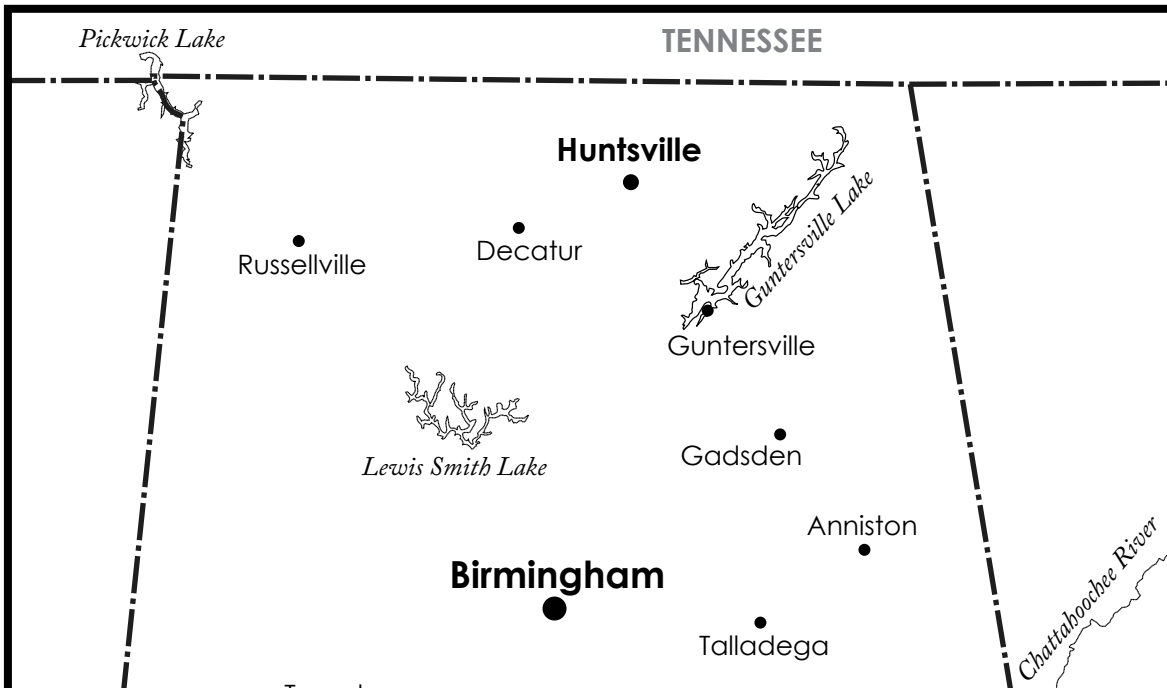 Pickwick Lake
TENNESSEE
Huntsville
Guntersville Lake
Decatur
Russellville
Guntersville
Gadsden
Lewis Smith Lake
Anniston
Birmingham
Chattahoochee River
Talladega